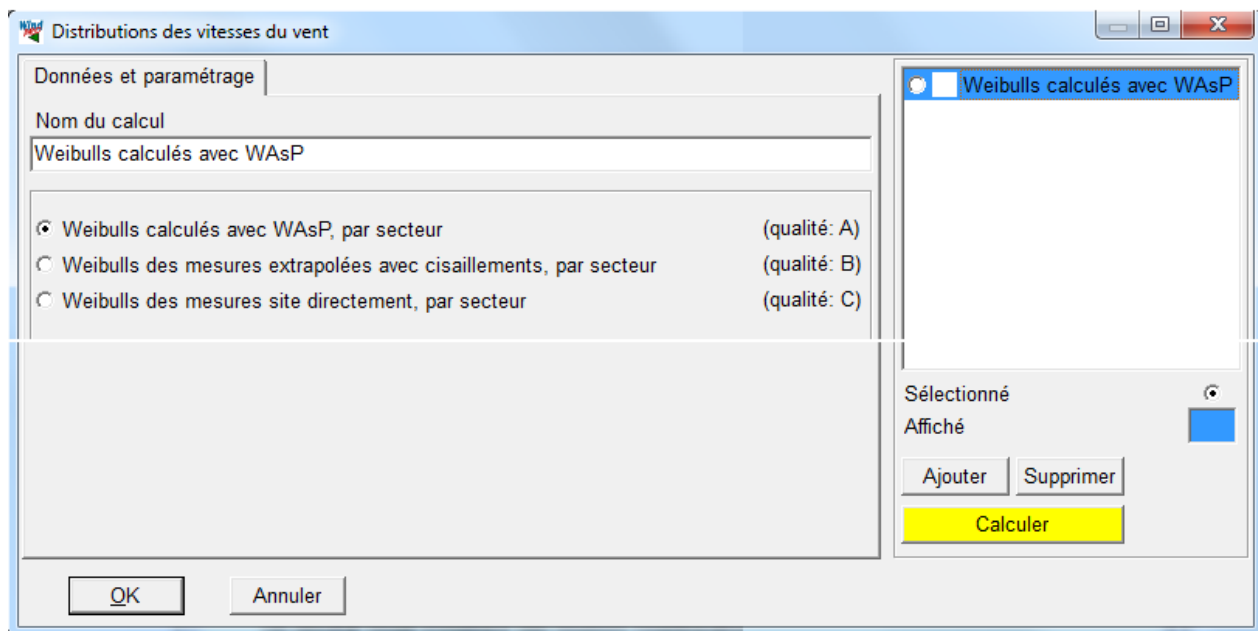 Wind
Distributions des vitesses du vent
Données et paramétrage
Nom du calcul
Weibulls calculés avec WAsP
Weibulls calculés avec WAsP, par secteur (qualité: A)
Weibulls des mesures extrapolées avec cisaillements, par secteur (qualité: B)
Weibulls des mesures site directement, par secteur (qualité: C)
Weibulls calculés avec WAsP
Sélectionné
Affiché
Ajouter Supprimer
Calculer
OK Annuler